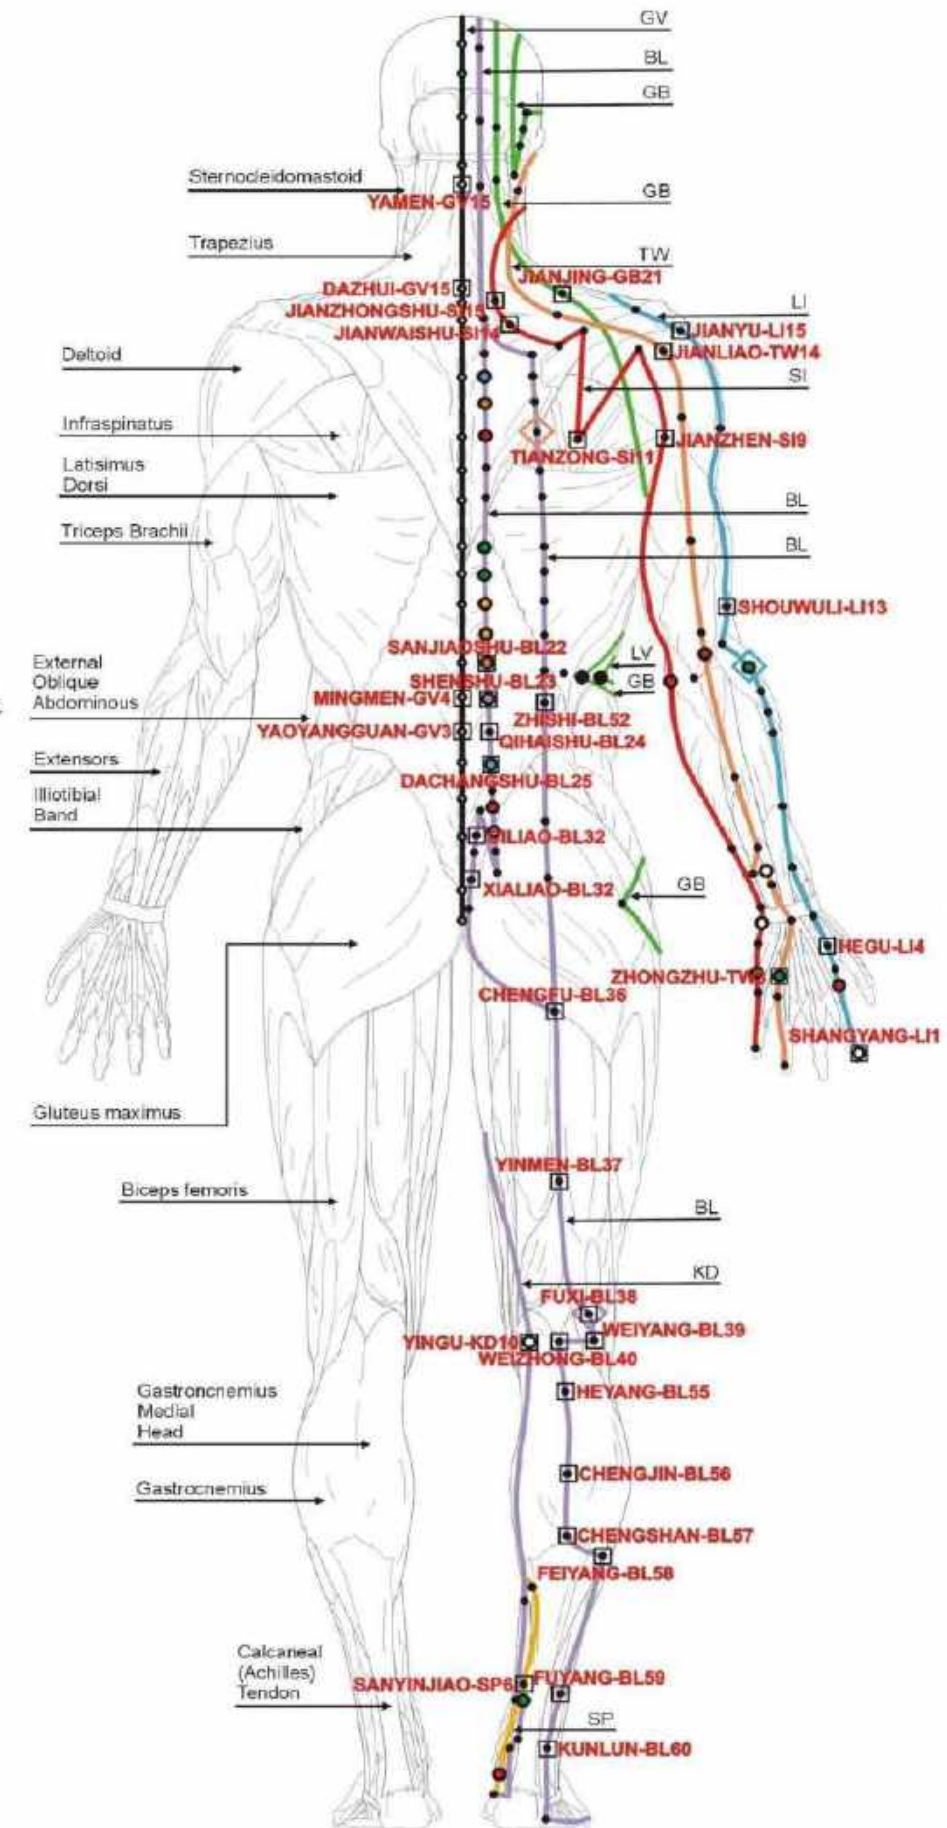 GV
BL
GB
Sternocleidomastoid
YAMEN-GV15
GB
Trapezius
TW
JIANJING-GB21
DAZHUI-GV15
JIANZHONGSHU-SI15
LI
JIANWAISHU-SI14
JIANYU-LI15
JIANLIAO-TW14
Deltoid
SI
Infraspinatus
JIANZHEN-SI9
TIANZONG-SI11
Latisimus
Dorsi
BL
Triceps Brachii
BL
SHOUWULI-LI13
SANJIAOSHU-BL22
LV
External
Oblique
Abdominous
SHENSHU-BL23
GB
MINGMEN-GV4
ZHISHI-BL52
YAOYANGGUAN-GV3
QIHAISHU-BL24
Extensors
DACHANGSHU-BL25
Illiotibial
Band
XIALIAO-BL32
GB
HEGU-LI4
CHENGFU-BL36
SHANGYANG-LI1
Gluteus maximus
YINMEN-BL37
Biceps femoris
BL
KD
FUXI-BL38
WEIYANG-BL39
YINGU-KD10
WEIZHONG-BL40
HEYANG-BL55
Gastroncnemius
Medial
Head
CHENGJIN-BL56
Gastrocnemius
CHENGSHAN-BL57
FEIYANG-BL58
Calcaneal
(Achilles)
Tendon
SANYINJIAO-SP6
FUYANG-BL59
SP
KUNLUN-BL60